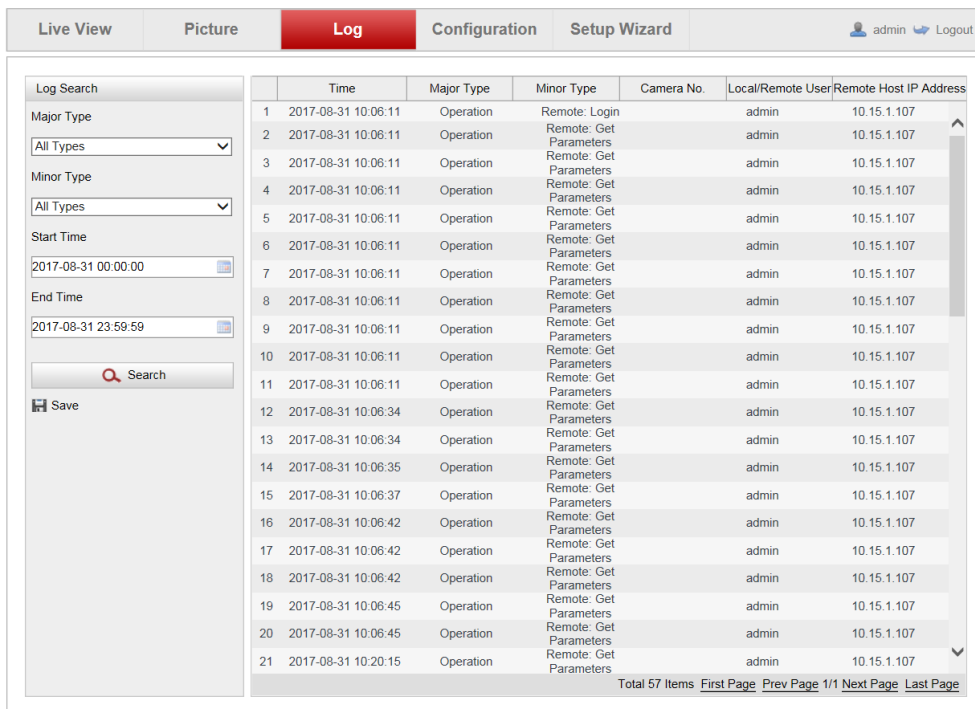 Live View Picture Log Configuration Setup Wizard admin Logout
Log Search
Major Type
All Types
Minor Type
All Types
Start Time
2017-08-31 00:00:00
End Time
2017-08-31 23:59:59
Search
Save
Time Major Type Minor Type Camera No. Local/Remote User Remote Host IP Address
1 2017-08-31 10:06:11 Operation Remote: Login admin 10.15.1.107
2 2017-08-31 10:06:11 Operation Remote: Get Parameters admin 10.15.1.107
3 2017-08-31 10:06:11 Operation Remote: Get Parameters admin 10.15.1.107
4 2017-08-31 10:06:11 Operation Remote: Get Parameters admin 10.15.1.107
5 2017-08-31 10:06:11 Operation Remote: Get Parameters admin 10.15.1.107
6 2017-08-31 10:06:11 Operation Remote: Get Parameters admin 10.15.1.107
7 2017-08-31 10:06:11 Operation Remote: Get Parameters admin 10.15.1.107
8 2017-08-31 10:06:11 Operation Remote: Get Parameters admin 10.15.1.107
9 2017-08-31 10:06:11 Operation Remote: Get Parameters admin 10.15.1.107
10 2017-08-31 10:06:11 Operation Remote: Get Parameters admin 10.15.1.107
11 2017-08-31 10:06:11 Operation Remote: Get Parameters admin 10.15.1.107
12 2017-08-31 10:06:34 Operation Remote: Get Parameters admin 10.15.1.107
13 2017-08-31 10:06:34 Operation Remote: Get Parameters admin 10.15.1.107
14 2017-08-31 10:06:35 Operation Remote: Get Parameters admin 10.15.1.107
15 2017-08-31 10:06:37 Operation Remote: Get Parameters admin 10.15.1.107
16 2017-08-31 10:06:42 Operation Remote: Get Parameters admin 10.15.1.107
17 2017-08-31 10:06:42 Operation Remote: Get Parameters admin 10.15.1.107
18 2017-08-31 10:06:42 Operation Remote: Get Parameters admin 10.15.1.107
19 2017-08-31 10:06:45 Operation Remote: Get Parameters admin 10.15.1.107
20 2017-08-31 10:06:45 Operation Remote: Get Parameters admin 10.15.1.107
21 2017-08-31 10:20:15 Operation Remote: Get Parameters admin 10.15.1.107
Total 57 Items First Page Prev Page 1/1 Next Page Last Page